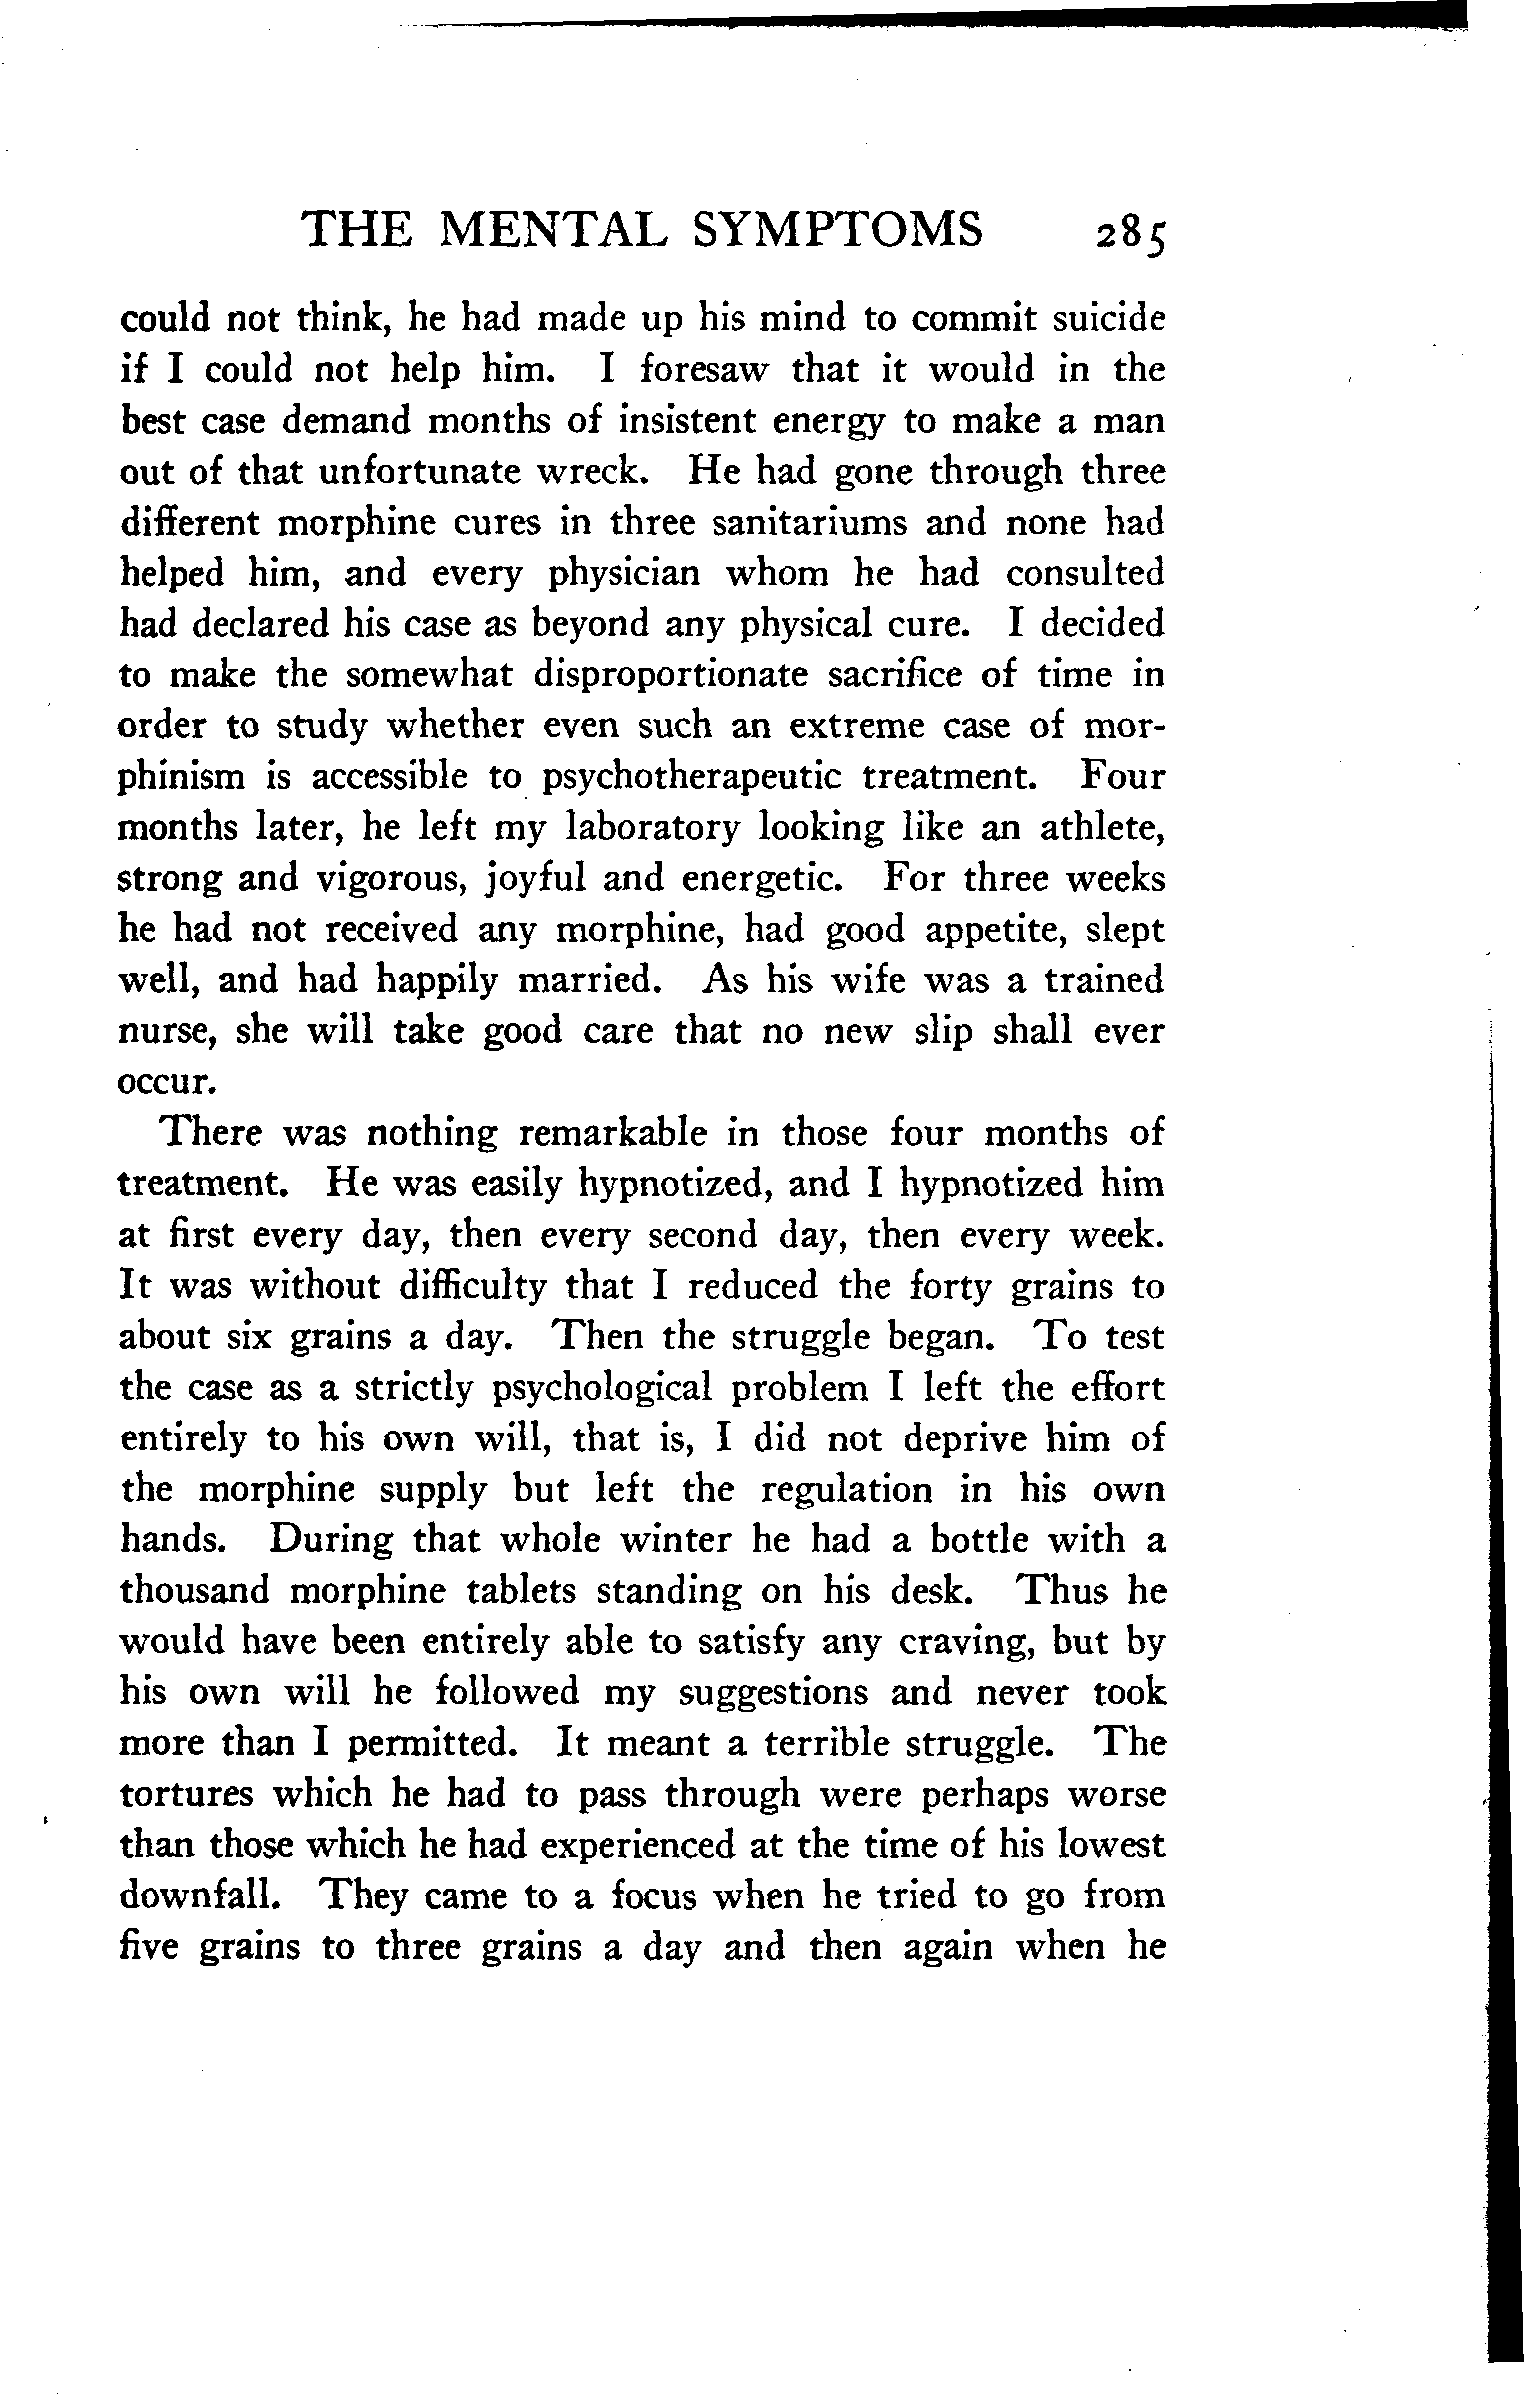 THE MENTAL SYMPTOMS 285
could not think, he had made up his mind to commit suicide
if I could not help him. I foresaw that it would in the
best case demand months of insistent energy to make a man
out of that unfortunate wreck. He had gone through three
different morphine cures in three sanitariums and none had
helped him, and every physician whom he had consulted
had declared his case as beyond any physical cure. I decided
to make the somewhat disproportionate sacrifice of time in
order to study whether even such an extreme case of mor-
phinism is accessible to psychotherapeutic treatment. Four
months later, he left my laboratory looking like an athlete,
strong and vigorous, joyful and energetic. For three weeks
he had not received any morphine, had good appetite, slept
well, and had happily married. As his wife was a trained
nurse, she will take good care that no new slip shall ever
occur.
There was nothing remarkable in those four months of
treatment. He was easily hypnotized, and I hypnotized him
at first every day, then every second day, then every week.
It was without difficulty that I reduced the forty grains to
about six grains a day. Then the struggle began. To test
the case as a strictly psychological problem I left the effort
entirely to his own will, that is, I did not deprive him of
the morphine supply but left the regulation in his own
hands. During that whole winter he had a bottle with a
thousand morphine tablets standing on his desk. Thus he
would have been entirely able to satisfy any craving, but by
his own will he followed my suggestions and never took
more than I permitted. It meant a terrible struggle. The
tortures which he had to pass through were perhaps worse
than those which he had experienced at the time of his lowest
downfall. They came to a focus when he tried to go from
five grains to three grains a day and then again when he